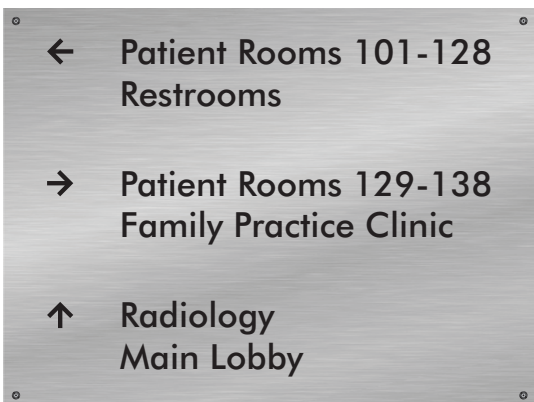 ← Patient Rooms 101-128
Restrooms
→ Patient Rooms 129-138
Family Practice Clinic
↑ Radiology
Main Lobby